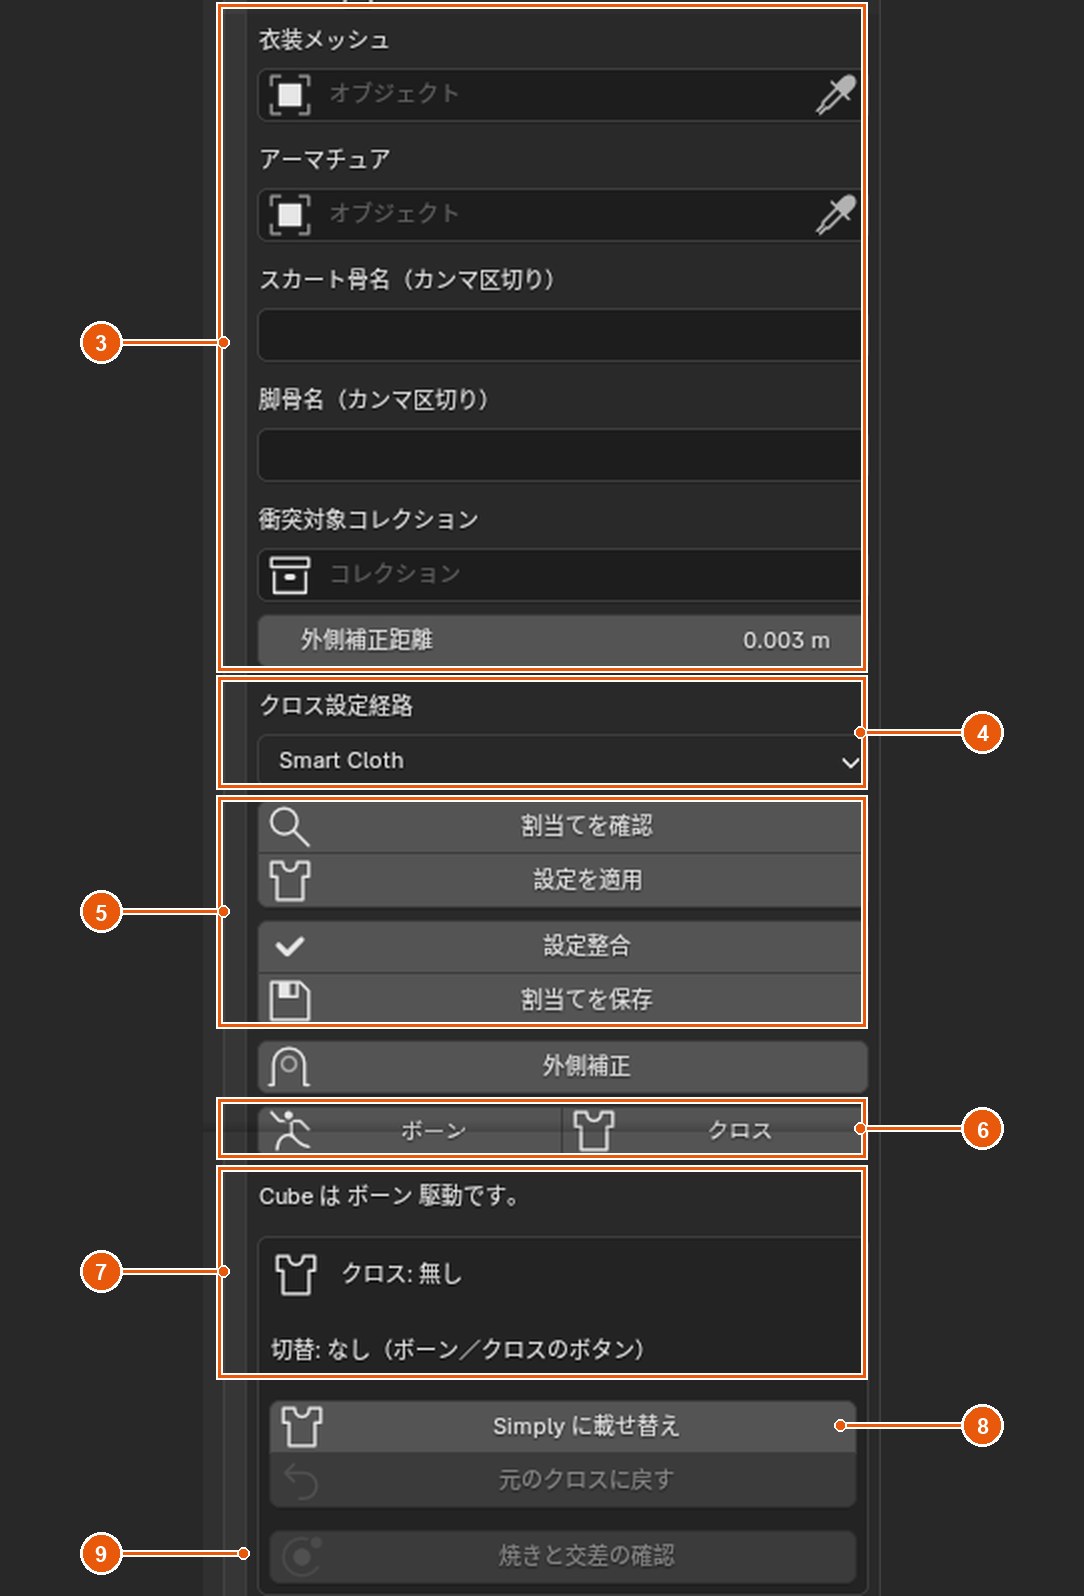 衣装メッシュ
オブジェクト
アーマチュア
オブジェクト
スカート骨名（カンマ区切り）
3
脚骨名（カンマ区切り）
衝突対象コレクション
コレクション
外側補正距離 0.003 m
クロス設定経路
4
Smart Cloth
割当てを確認
設定を適用
5
設定整合
割当てを保存
外側補正
ボーン クロス
6
Cube は ボーン 駆動です。
7
クロス: 無し
切替: なし（ボーン／クロスのボタン）
Simply に載せ替え
8
元のクロスに戻す
9
焼きと交差の確認